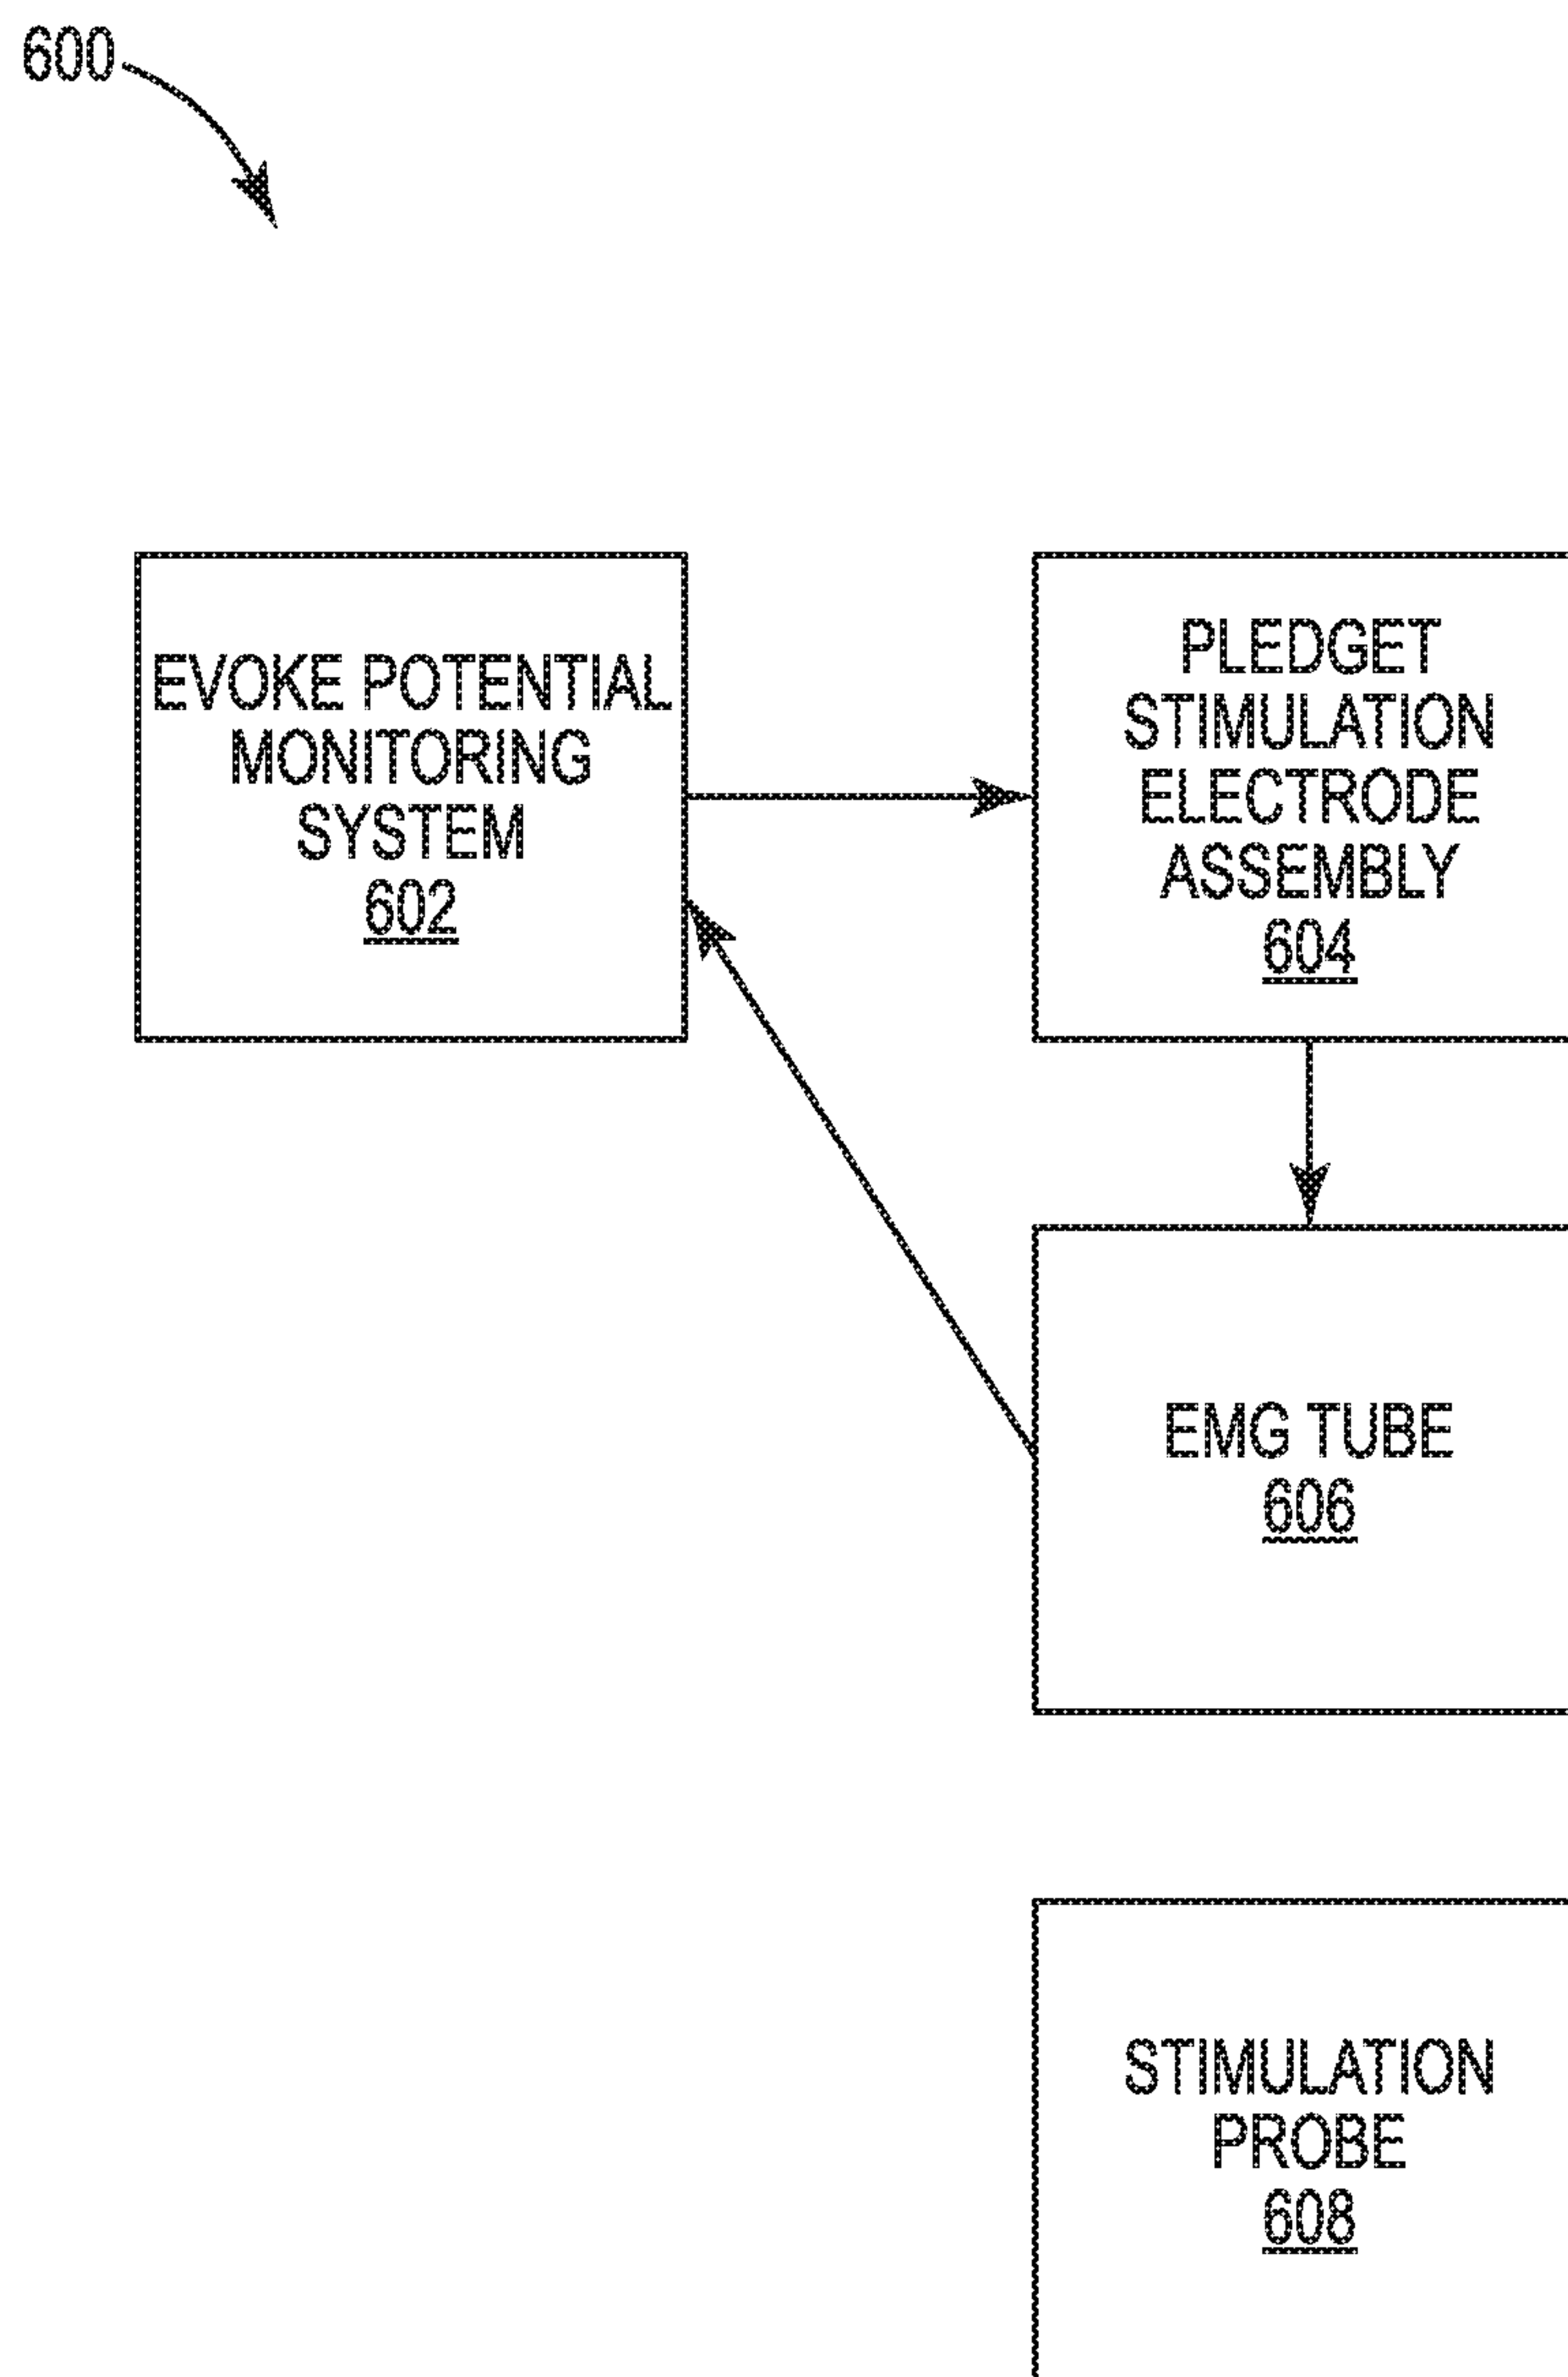 600
EVOKE POTENTIAL
MONITORING
SYSTEM
602
PLEDGET
STIMULATION
ELECTRODE
ASSEMBLY
604
EMG TUBE
606
STIMULATION
PROBE
608